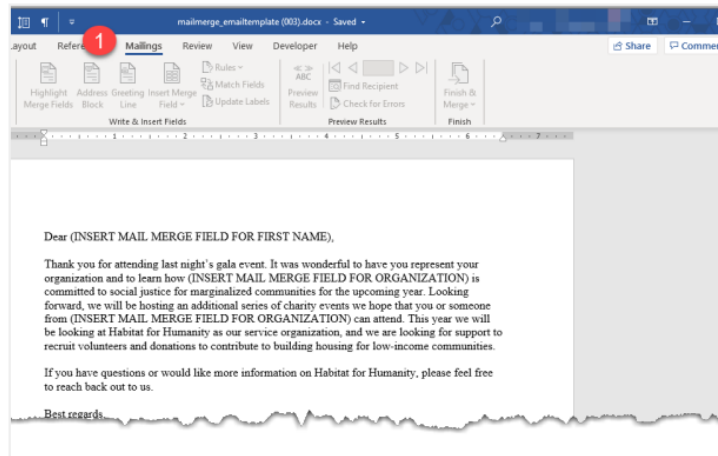 mailmerge_emailtemplate (003).docx - Saved
ayout Refere 1 Mailings Review View Developer Help Share Commen
Highlight Merge Fields
Address Block
Greeting Line
Insert Merge Field
Rules
Match Fields
Update Labels
ABC
Preview Results
Find Recipient
Check for Errors
Finish & Merge
Write & Insert Fields Preview Results Finish
1 2 3 4 5 6 7
Dear (INSERT MAIL MERGE FIELD FOR FIRST NAME),
Thank you for attending last night's gala event. It was wonderful to have you represent your
organization and to learn how (INSERT MAIL MERGE FIELD FOR ORGANIZATION) is
committed to social justice for marginalized communities for the upcoming year. Looking
forward, we will be hosting an additional series of charity events we hope that you or someone
from (INSERT MAIL MERGE FIELD FOR ORGANIZATION) can attend. This year we will
be looking at Habitat for Humanity as our service organization, and we are looking for support to
recruit volunteers and donations to contribute to building housing for low-income communities.
If you have questions or would like more information on Habitat for Humanity, please feel free
to reach back out to us.
Best regards,